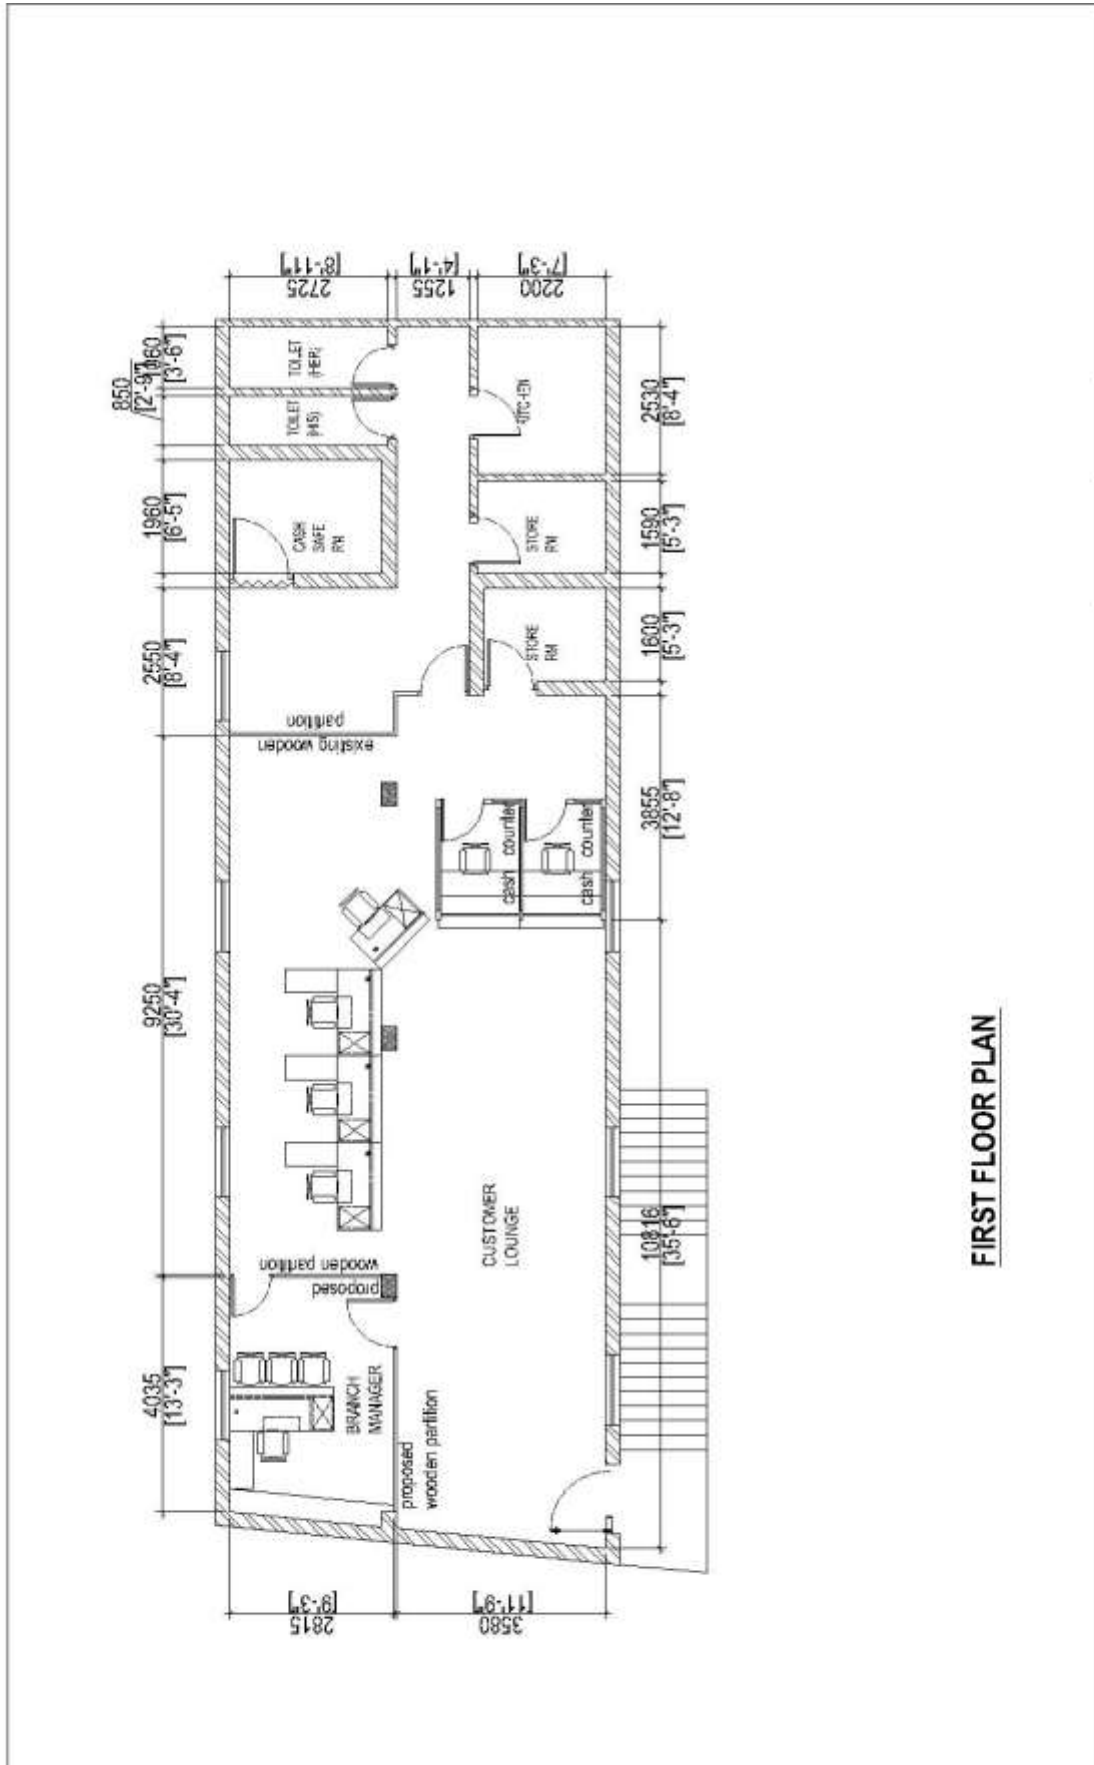 850
[2'-9"]
1060
[3'-6"]
1960
[6'-5"]
2550
[8'-4"]
9250
[30'-4"]
4035
[13'-3"]
2725
[8'-11"]
1255
[4'-1"]
2200
[7'-3"]
TOILET
(HER)
TOILET
(HIS)
CASH
SAFE
RM
KITCHEN
STORE
RM
STORE
RM
existing wooden
partition
cash counter
cash counter
CUSTOMER
LOUNGE
proposed
wooden partition
BRANCH
MANAGER
proposed
wooden partition
2530
[8'-4"]
1590
[5'-3"]
1600
[5'-3"]
3855
[12'-8"]
10816
[35'-6"]
2815
[9'-3"]
3580
[11'-9"]
FIRST FLOOR PLAN